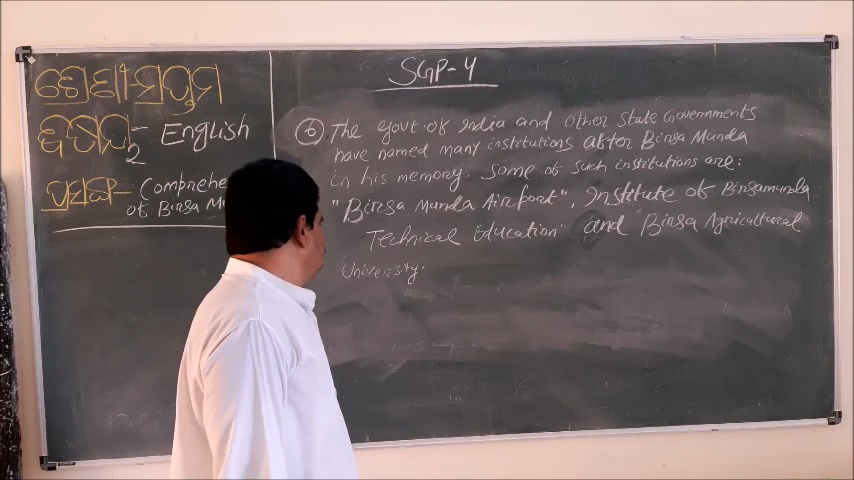 ଶ୍ରେଣୀ-ସପ୍ତମ
ବିଷୟ- English
2
ପ୍ରସଙ୍ଗ- Comprehe
of Birsa M
SGP-4
(6) The Govt. of India and other State Governments
have named many institutions after Birsa Munda
in his memory. Some of such institutions are:
"Birsa Munda Airport", Institute of Birsamunda
Technical Education" and "Birsa Agricultural
University.